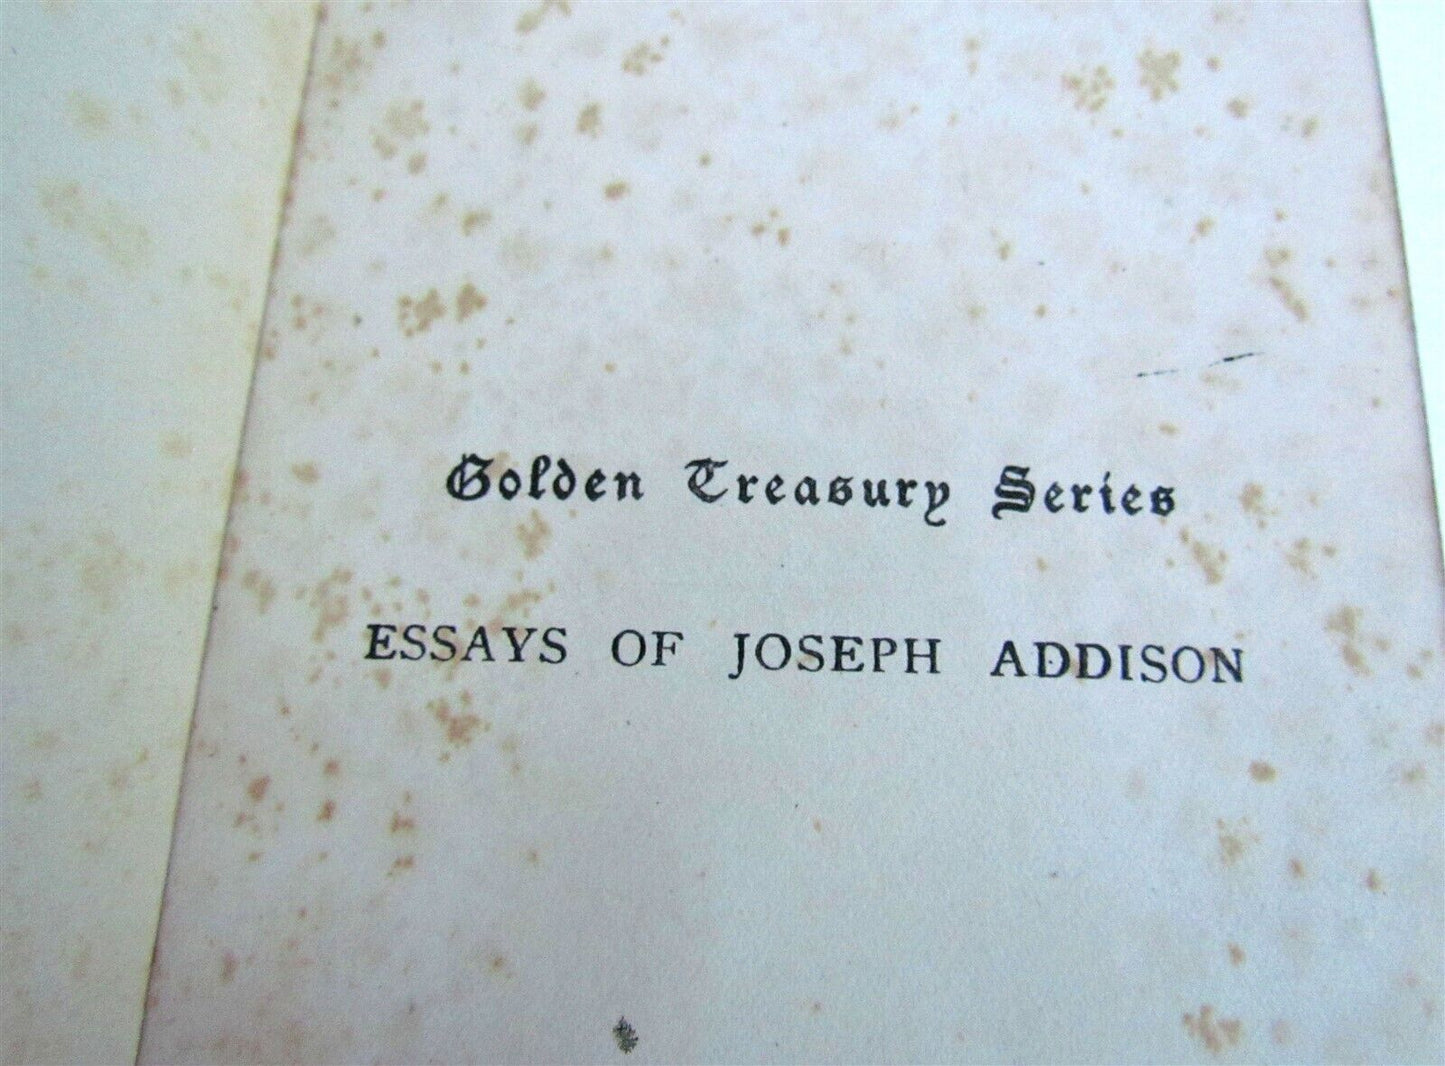 Golden Treasury Series
ESSAYS OF JOSEPH ADDISON